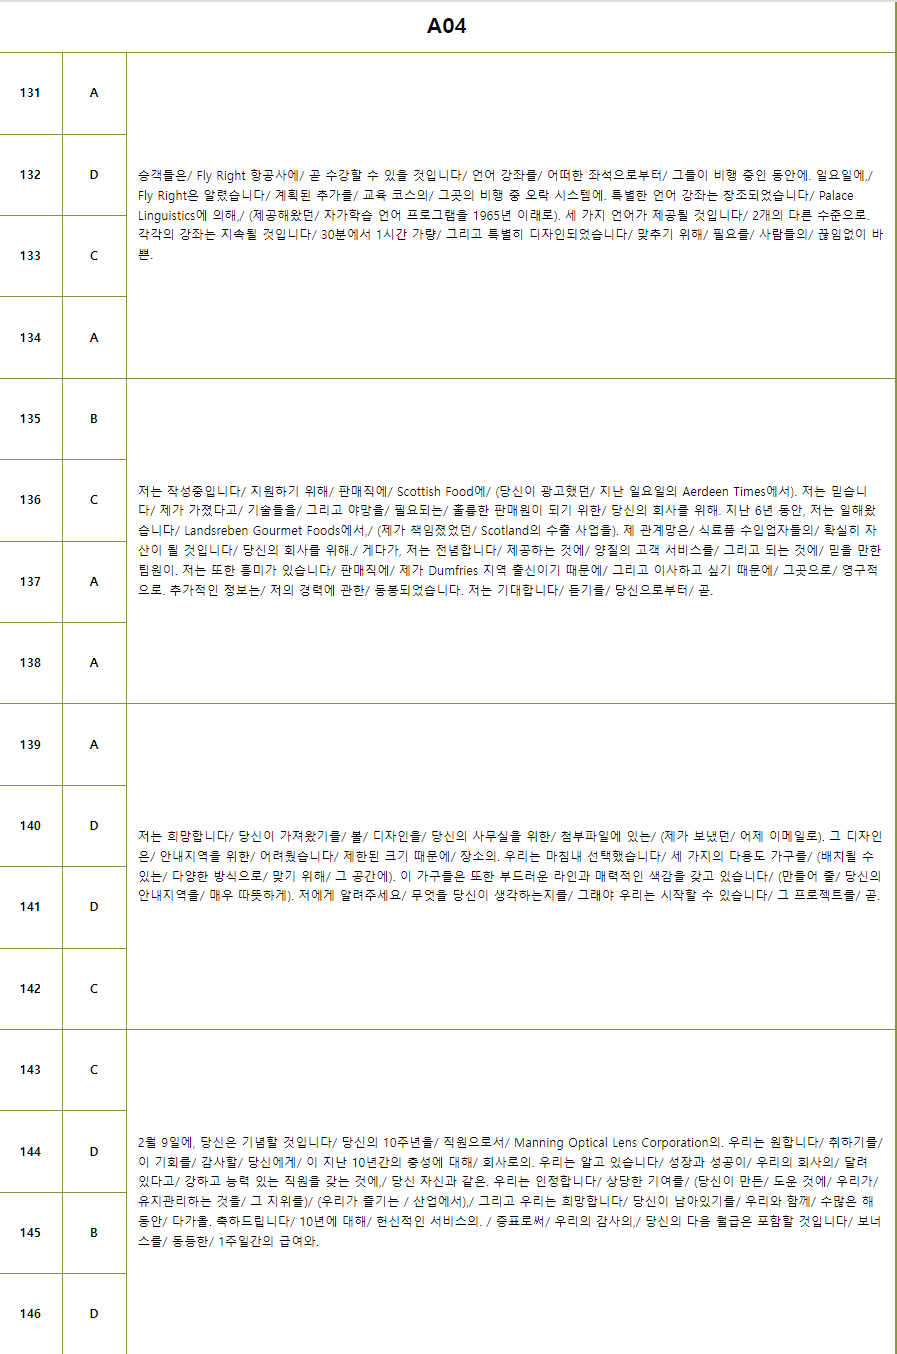 A04
131 A
132 D
133 C
134 A
승객들은/ Fly Right 항공사에/ 곧 수강할 수 있을 것입니다/ 언어 강좌를/ 어떠한 좌석으로부터/ 그들이 비행 중인 동안에. 일요일에,/
Fly Right은 알렸습니다/ 계획된 추가를/ 교육 코스의/ 그곳의 비행 중 오락 시스템에. 특별한 언어 강좌는 창조되었습니다/ Palace
Linguistics에 의해,/ (제공해왔던/ 자가학습 언어 프로그램을 1965년 이래로). 세 가지 언어가 제공될 것입니다/ 2개의 다른 수준으로.
각각의 강좌는 지속될 것입니다/ 30분에서 1시간 가량/ 그리고 특별히 디자인되었습니다/ 맞추기 위해/ 필요를/ 사람들의/ 끊임없이 바
쁜.
135 B
136 C
137 A
138 A
저는 작성중입니다/ 지원하기 위해/ 판매직에/ Scottish Food에/ (당신이 광고했던/ 지난 일요일의 Aerdeen Times에서). 저는 믿습니
다/ 제가 가졌다고/ 기술들을/ 그리고 야망을/ 필요되는/ 훌륭한 판매원이 되기 위한/ 당신의 회사를 위해. 지난 6년 동안, 저는 일해왔
습니다/ Landsreben Gourmet Foods에서,/ (제가 책임졌었던/ Scotland의 수출 사업을). 제 관계망은/ 식료품 수입업자들의/ 확실히 자
산이 될 것입니다/ 당신의 회사를 위해./ 게다가, 저는 전념합니다/ 제공하는 것에/ 양질의 고객 서비스를/ 그리고 되는 것에/ 믿을 만한
팀원이. 저는 또한 흥미가 있습니다/ 판매직에/ 제가 Dumfries 지역 출신이기 때문에/ 그리고 이사하고 싶기 때문에/ 그곳으로/ 영구적
으로. 추가적인 정보는/ 저의 경력에 관한/ 동봉되었습니다. 저는 기대합니다/ 듣기를/ 당신으로부터/ 곧.
139 A
140 D
141 D
142 C
저는 희망합니다/ 당신이 가져왔기를/ 볼/ 디자인을/ 당신의 사무실을 위한/ 첨부파일에 있는/ (제가 보냈던/ 어제 이메일로). 그 디자인
은/ 안내지역을 위한/ 어려웠습니다/ 제한된 크기 때문에/ 장소의. 우리는 마침내 선택했습니다/ 세 가지의 다용도 가구를/ (배치될 수
있는/ 다양한 방식으로/ 맞기 위해/ 그 공간에). 이 가구들은 또한 부드러운 라인과 매력적인 색감을 갖고 있습니다/ (만들어 줄/ 당신의
안내지역을/ 매우 따뜻하게). 저에게 알려주세요/ 무엇을 당신이 생각하는지를/ 그래야 우리는 시작할 수 있습니다/ 그 프로젝트를/ 곧.
143 C
144 D
145 B
146 D
2월 9일에, 당신은 기념할 것입니다/ 당신의 10주년을/ 직원으로서/ Manning Optical Lens Corporation의. 우리는 원합니다/ 취하기를/
이 기회를/ 감사할/ 당신에게/ 이 지난 10년간의 충성에 대해/ 회사로의. 우리는 알고 있습니다/ 성장과 성공이/ 우리의 회사의/ 달려
있다고/ 강하고 능력 있는 직원을 갖는 것에,/ 당신 자신과 같은. 우리는 인정합니다/ 상당한 기여를/ (당신이 만든/ 도운 것에/ 우리가/
유지관리하는 것을/ 그 지위를)/ (우리가 즐기는 / 산업에서),/ 그리고 우리는 희망합니다/ 당신이 남아있기를/ 우리와 함께/ 수많은 해
동안/ 다가올. 축하드립니다/ 10년에 대해/ 헌신적인 서비스의. / 증표로써/ 우리의 감사의,/ 당신의 다음 월급은 포함할 것입니다/ 보너
스를/ 동등한/ 1주일간의 급여와.